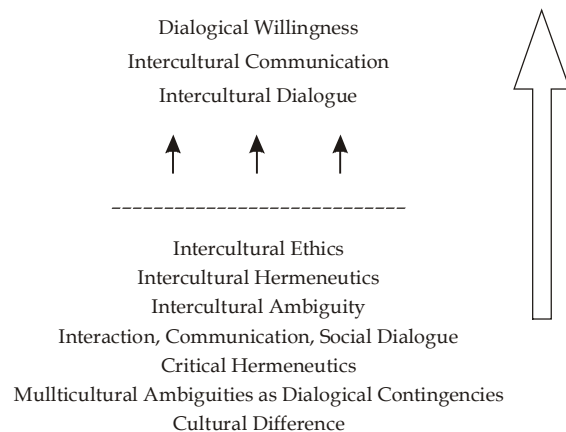 Dialogical Willingness
Intercultural Communication
Intercultural Dialogue
Intercultural Ethics
Intercultural Hermeneutics
Intercultural Ambiguity
Interaction, Communication, Social Dialogue
Critical Hermeneutics
Mullticultural Ambiguities as Dialogical Contingencies
Cultural Difference